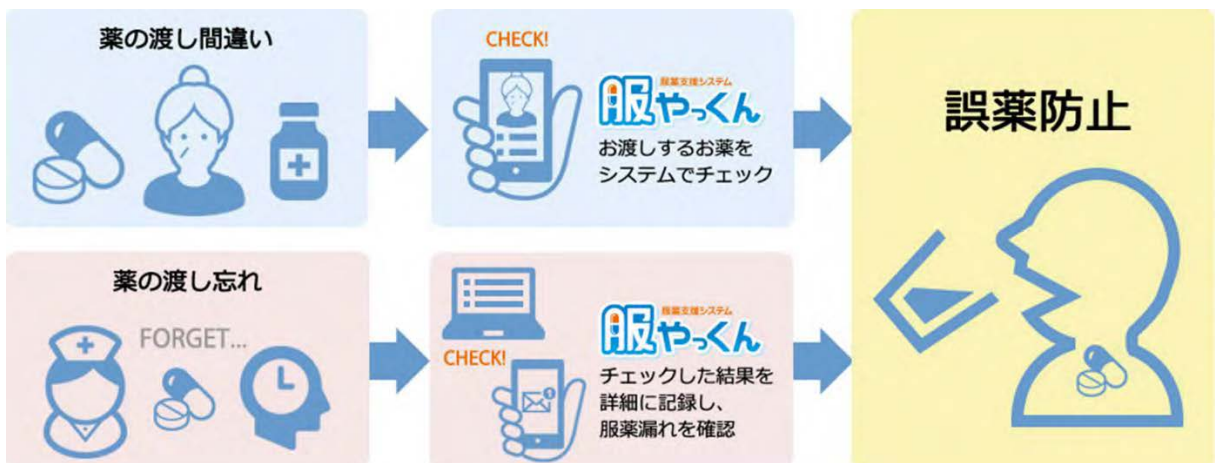 薬の渡し間違い
CHECK!
服薬支援システム
服やっくん
お渡しするお薬を
システムでチェック
誤薬防止
薬の渡し忘れ
FORGET...
CHECK!
服薬支援システム
服やっくん
チェックした結果を
詳細に記録し、
服薬漏れを確認
1